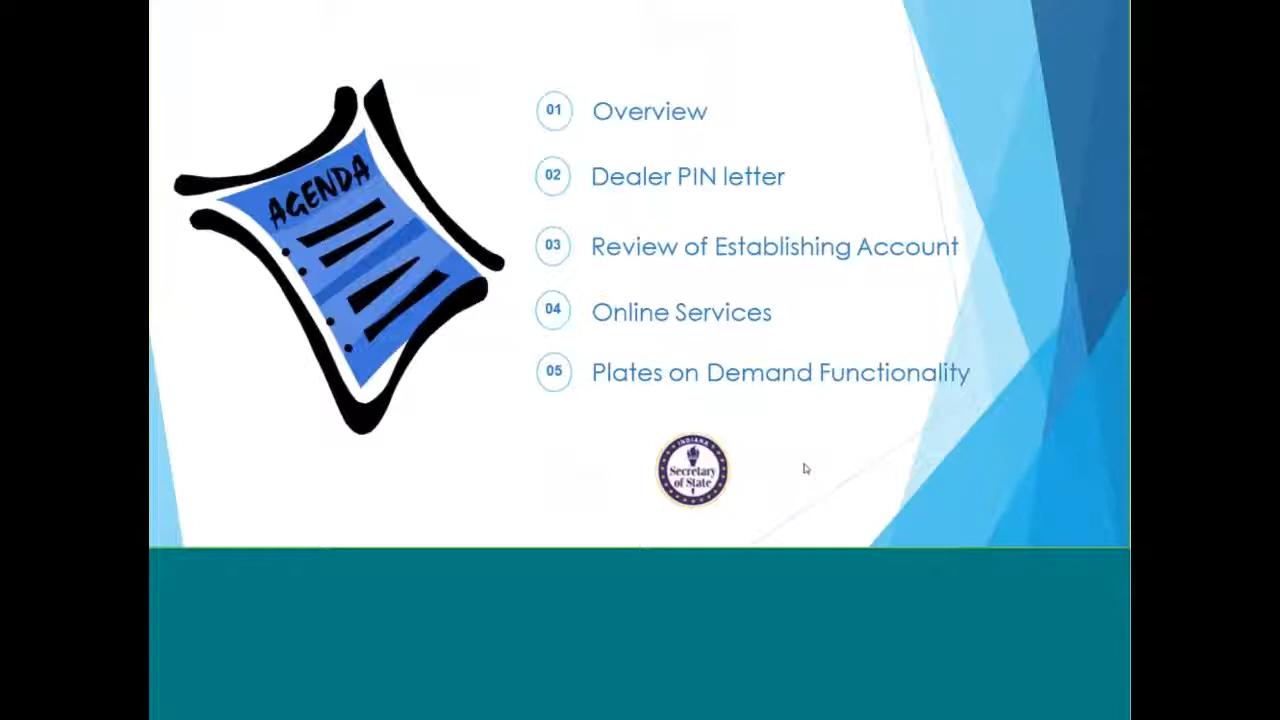 AGENDA
01 Overview
02 Dealer PIN letter
03 Review of Establishing Account
04 Online Services
05 Plates on Demand Functionality
INDIANA
Secretary
of State